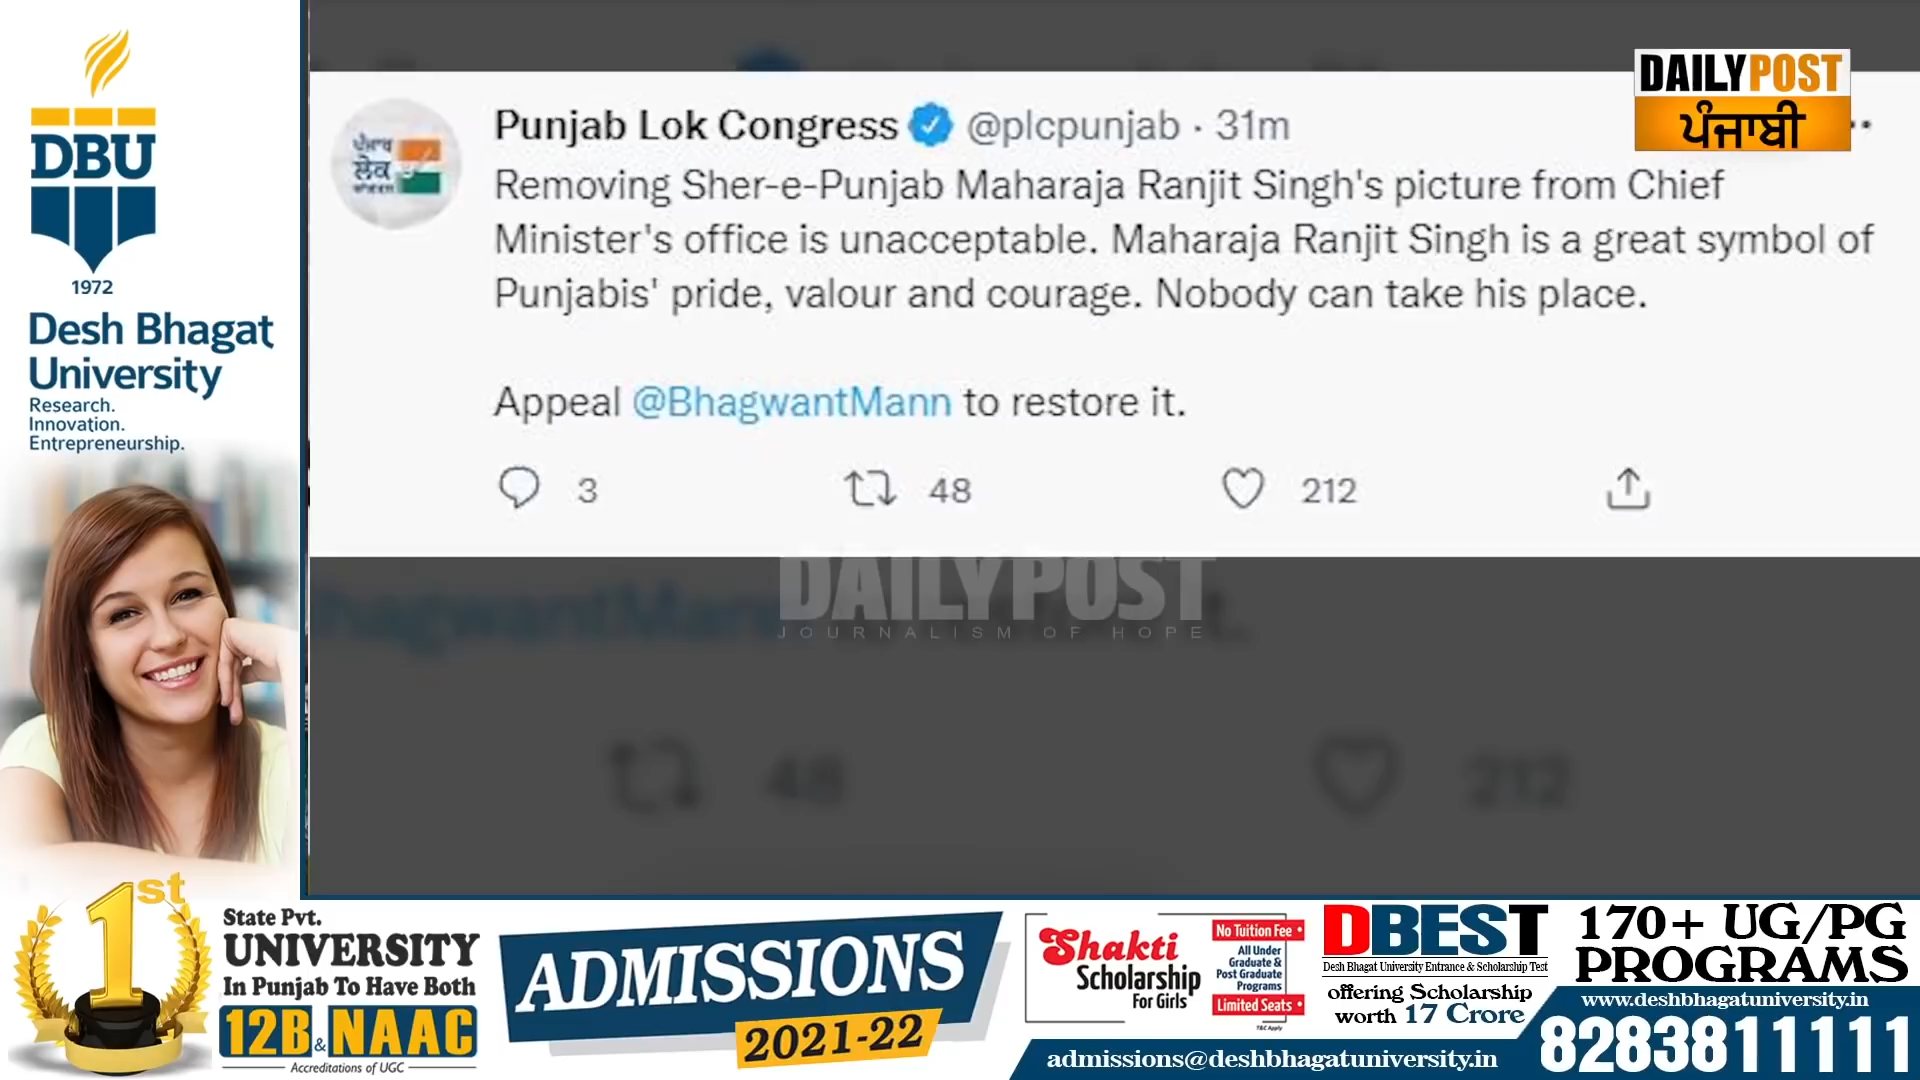 DBU
1972
Desh Bhagat
University
Research.
Innovation.
Entrepreneurship.
DAILYPOST
ਪੰਜਾਬੀ
ਪੰਜਾਬ
ਲੋਕ
Punjab Lok Congress @plcpunjab · 31m
Removing Sher-e-Punjab Maharaja Ranjit Singh's picture from Chief
Minister's office is unacceptable. Maharaja Ranjit Singh is a great symbol of
Punjabis' pride, valour and courage. Nobody can take his place.
Appeal @BhagwantMann to restore it.
3 48 212
DAILYPOST
JOURNALISM OF HOPE
hagwantMann
t.
48 212
1st
State Pvt.
UNIVERSITY
In Punjab To Have Both
12B & NAAC
Accreditations of UGC
ADMISSIONS
2021-22
Shakti
Scholarship
For Girls
No Tuition Fee •
All Under
Graduate &
Post Graduate
Programs
Limited Seats •
T&C Apply
DBEST
Desh Bhagat University Entrance & Scholarship Test
offering Scholarship
worth 17 Crore
170+ UG/PG
PROGRAMS
www.deshbhagatuniversity.in
admissions@deshbhagatuniversity.in
8283811111